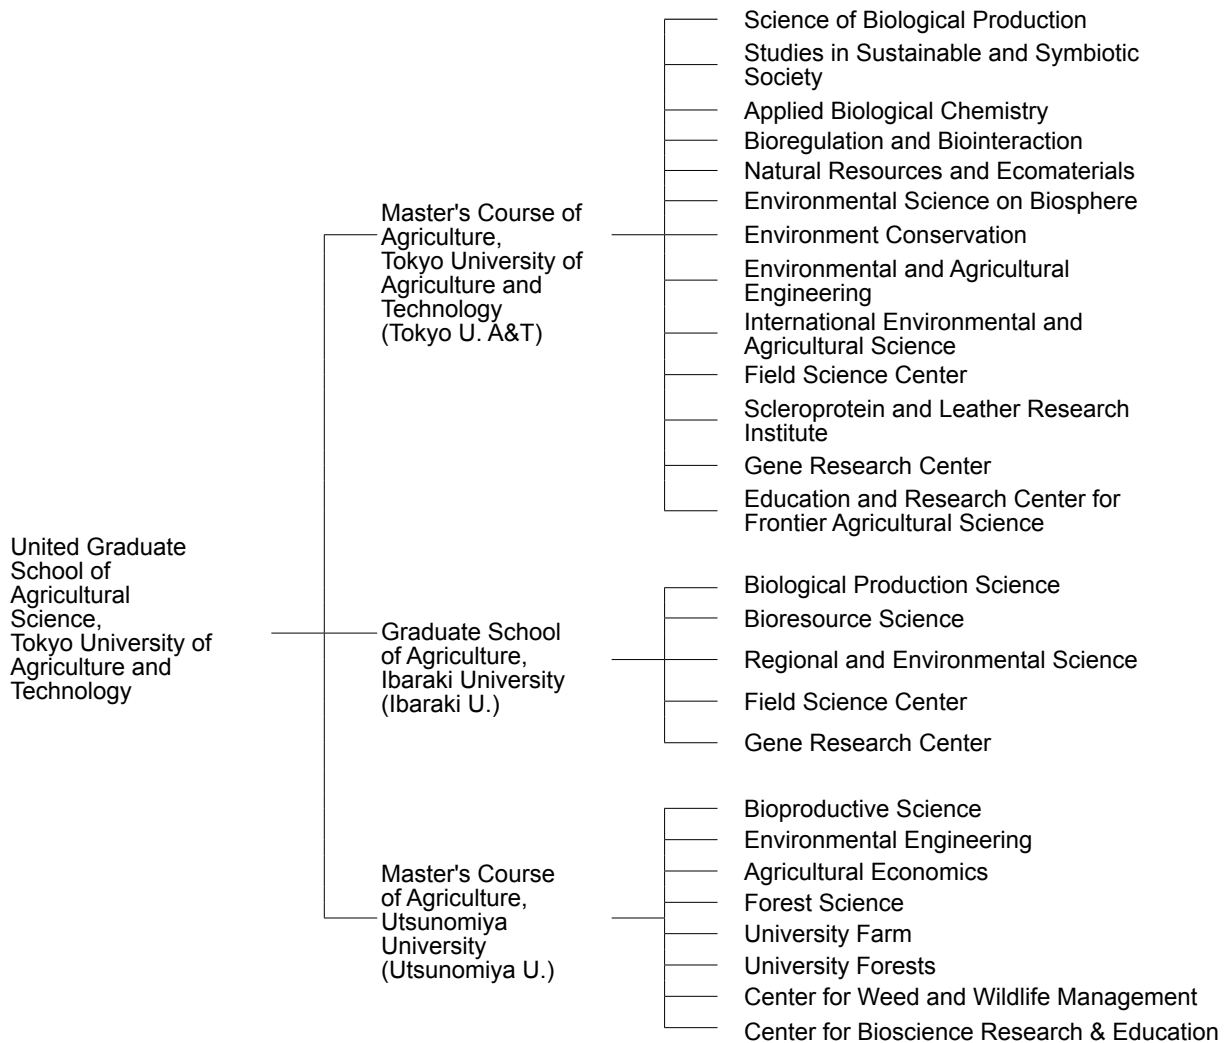 United Graduate
School of
Agricultural
Science,
Tokyo University of
Agriculture and
Technology
Master's Course of
Agriculture,
Tokyo University of
Agriculture and
Technology
(Tokyo U. A&T)
Science of Biological Production
Studies in Sustainable and Symbiotic
Society
Applied Biological Chemistry
Bioregulation and Biointeraction
Natural Resources and Ecomaterials
Environmental Science on Biosphere
Environment Conservation
Environmental and Agricultural
Engineering
International Environmental and
Agricultural Science
Field Science Center
Scleroprotein and Leather Research
Institute
Gene Research Center
Education and Research Center for
Frontier Agricultural Science
Graduate School
of Agriculture,
Ibaraki University
(Ibaraki U.)
Biological Production Science
Bioresource Science
Regional and Environmental Science
Field Science Center
Gene Research Center
Master's Course
of Agriculture,
Utsunomiya
University
(Utsunomiya U.)
Bioproductive Science
Environmental Engineering
Agricultural Economics
Forest Science
University Farm
University Forests
Center for Weed and Wildlife Management
Center for Bioscience Research & Education